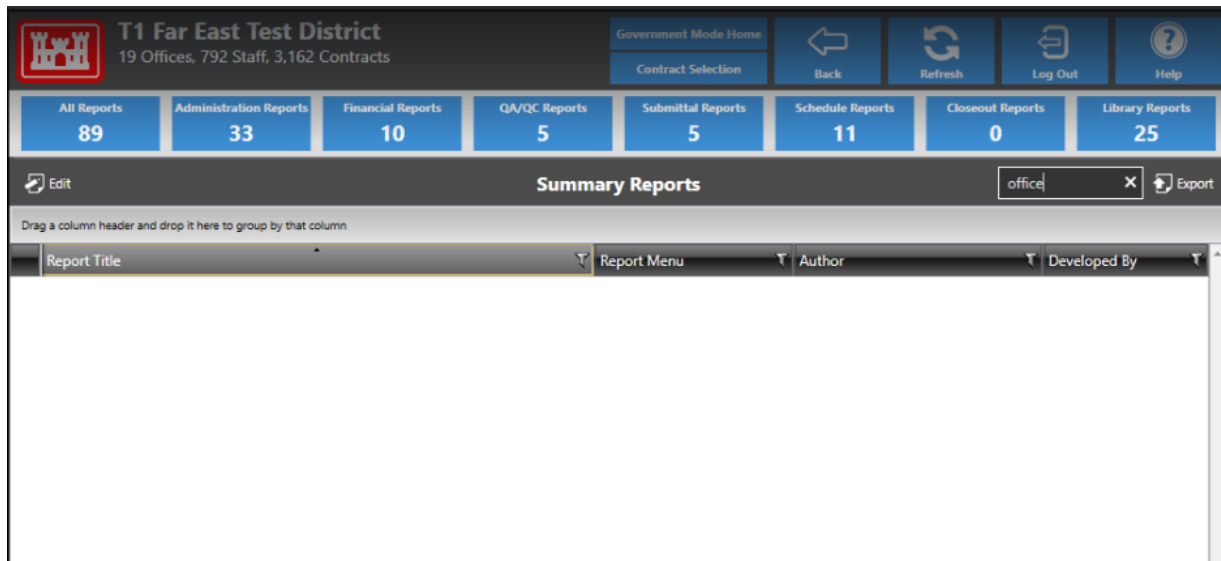 T1 Far East Test District
19 Offices, 792 Staff, 3,162 Contracts
Government Mode Home
Contract Selection
Back
Refresh
Log Out
Help
All Reports
89
Administration Reports
33
Financial Reports
10
QA/QC Reports
5
Submittal Reports
5
Schedule Reports
11
Closeout Reports
0
Library Reports
25
Edit
Summary Reports
office
Export
Drag a column header and drop it here to group by that column
Report Title
Report Menu
Author
Developed By